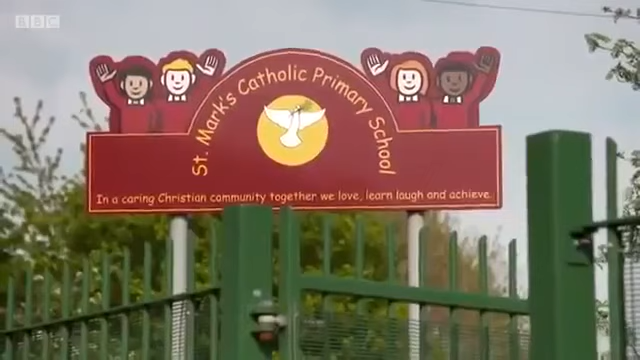 BBC
St. Mark's Catholic Primary School
In a caring Christian community together we love, learn laugh and achieve.